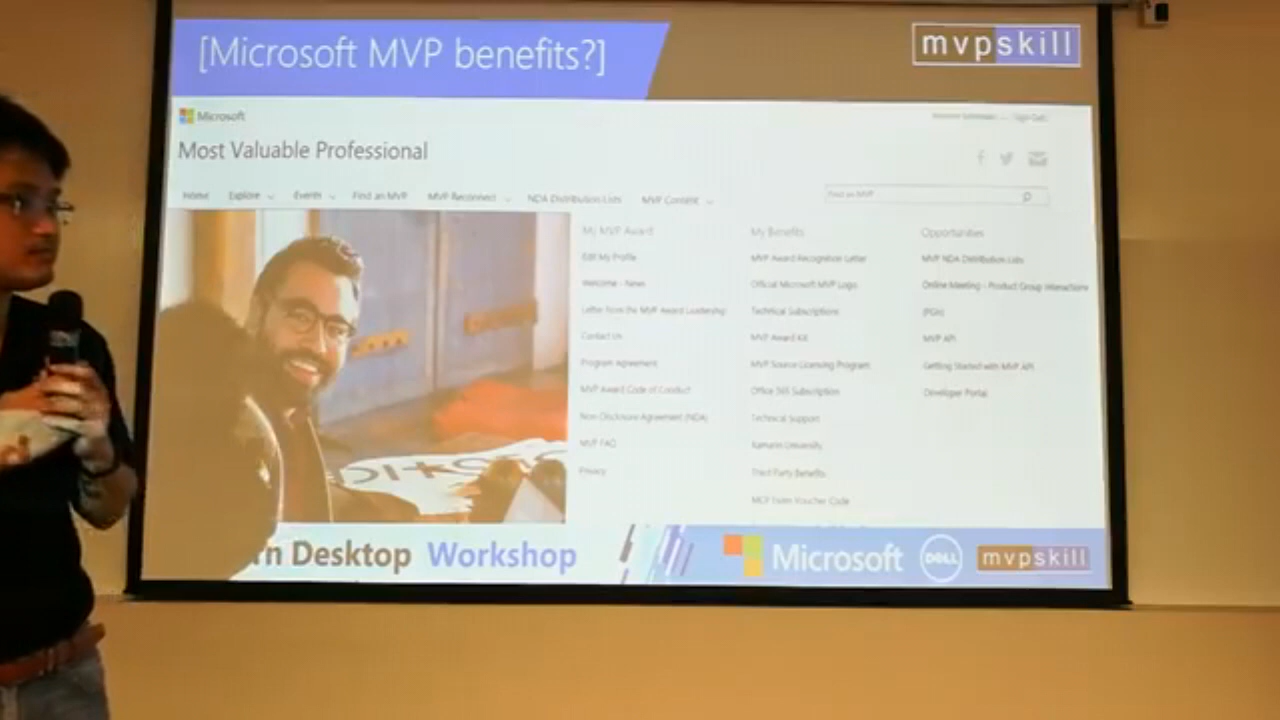 [Microsoft MVP benefits?]
mvpskill
Microsoft
Most Valuable Professional
Home Explore Events Find an MVP MVP Reconnect NDA Distribution Lists MVP Content
Find an MVP
My MVP Award
Edit My Profile
Welcome - News
Letter from the MVP Award Leadership
Contact Us
Program Agreement
MVP Award Code of Conduct
Non-Disclosure Agreement (NDA)
MVP FAQ
Privacy
My Benefits
MVP Award Recognition Letter
Official Microsoft MVP Logo
Technical Subscriptions
MVP Award Kit
MVP Source Licensing Program
Office 365 Subscription
Technical Support
Xamarin University
Third Party Benefits
MCP Exam Voucher Code
Opportunities
MVP NDA Distribution Lists
Online Meeting - Product Group Interactions
(PGIs)
MVP API
Getting Started with MVP API
Developer Portal
rn Desktop Workshop
Microsoft
DELL
mvpskill